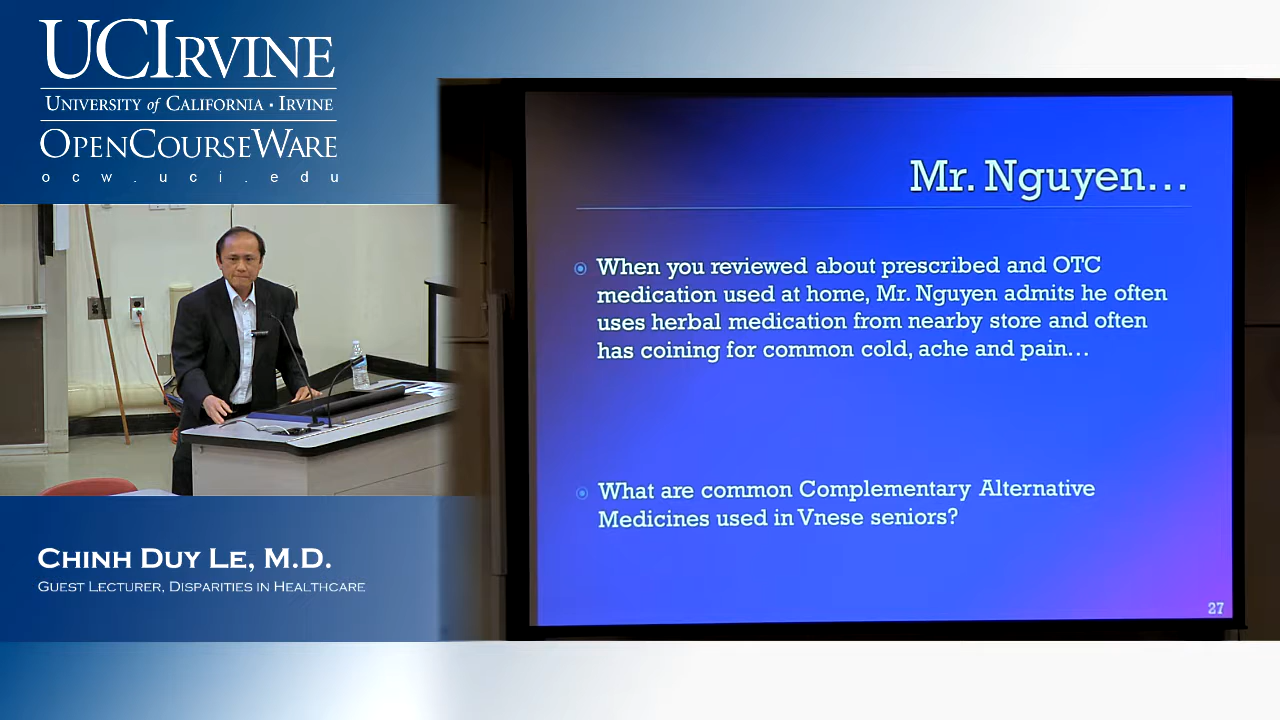 UCIRVINE
UNIVERSITY of CALIFORNIA · IRVINE
OPENCOURSEWARE
ocw.uci.edu
Mr. Nguyen...
When you reviewed about prescribed and OTC
medication used at home, Mr. Nguyen admits he often
uses herbal medication from nearby store and often
has coining for common cold, ache and pain...
What are common Complementary Alternative
Medicines used in Vnese seniors?
27
CHINH DUY LE, M.D.
GUEST LECTURER, DISPARITIES IN HEALTHCARE